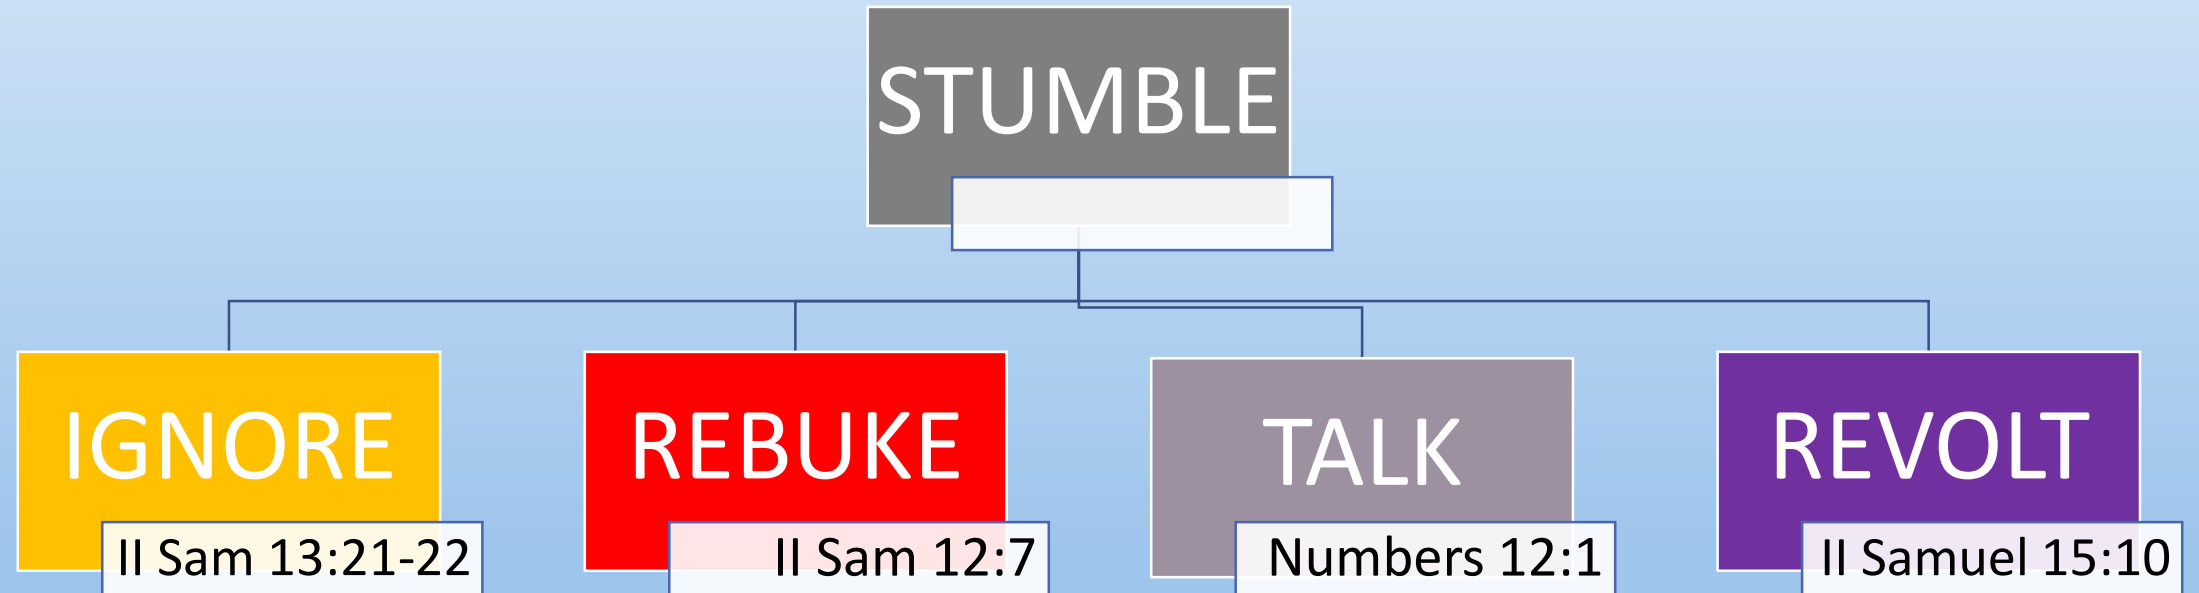 STUMBLE
IGNORE
II Sam 13:21-22
REBUKE
II Sam 12:7
TALK
Numbers 12:1
REVOLT
II Samuel 15:10